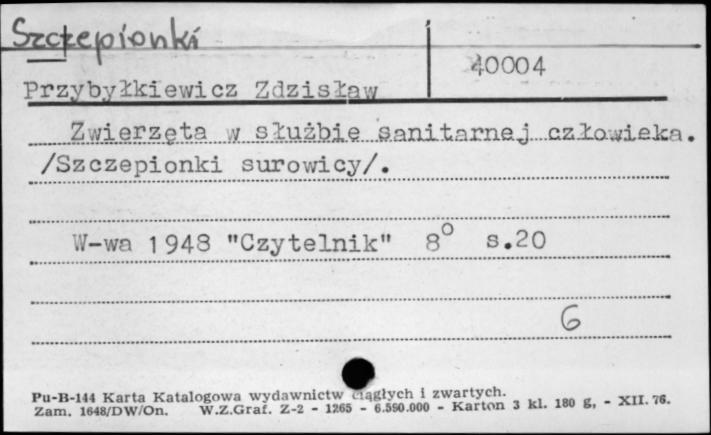 Szczepionki
40004
Przybyłkiewicz Zdzisław
Zwierzęta w służbie sanitarnej człowieka.
/Szczepionki surowicy/.
W-wa 1948 "Czytelnik" 8° s.20
6
Pu-B-144 Karta Katalogowa wydawnictw ciągłych i zwartych.
Zam. 1648/DW/On. W.Z.Graf. Z-2 - 1265 - 6.590.000 - Karton 3 kl. 180 g, - XII. 76.